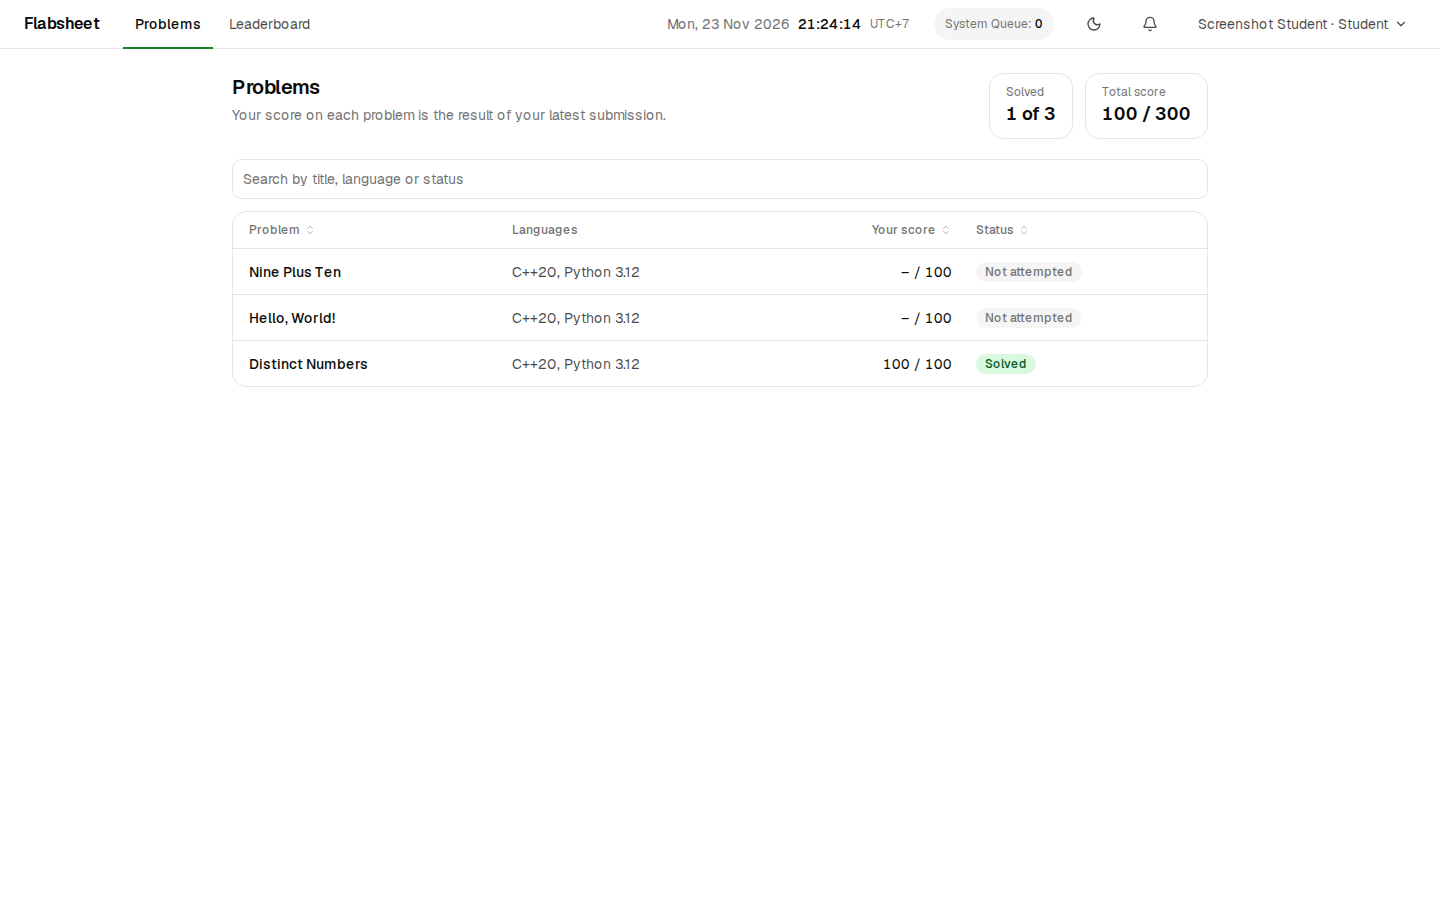 Flabsheet Problems Leaderboard Mon, 23 Nov 2026 21:24:14 UTC+7 System Queue: 0 Screenshot Student · Student
Problems
Your score on each problem is the result of your latest submission.
Solved
1 of 3
Total score
100 / 300
Search by title, language or status
Problem Languages Your score Status
Nine Plus Ten C++20, Python 3.12 – / 100 Not attempted
Hello, World! C++20, Python 3.12 – / 100 Not attempted
Distinct Numbers C++20, Python 3.12 100 / 100 Solved